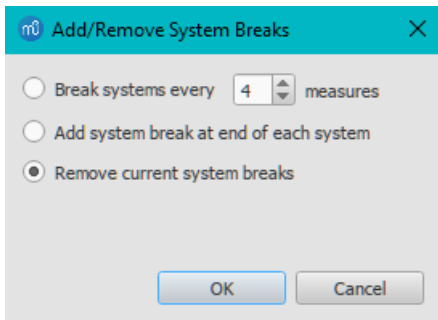 Add/Remove System Breaks
Break systems every 4 measures
Add system break at end of each system
Remove current system breaks
OK Cancel